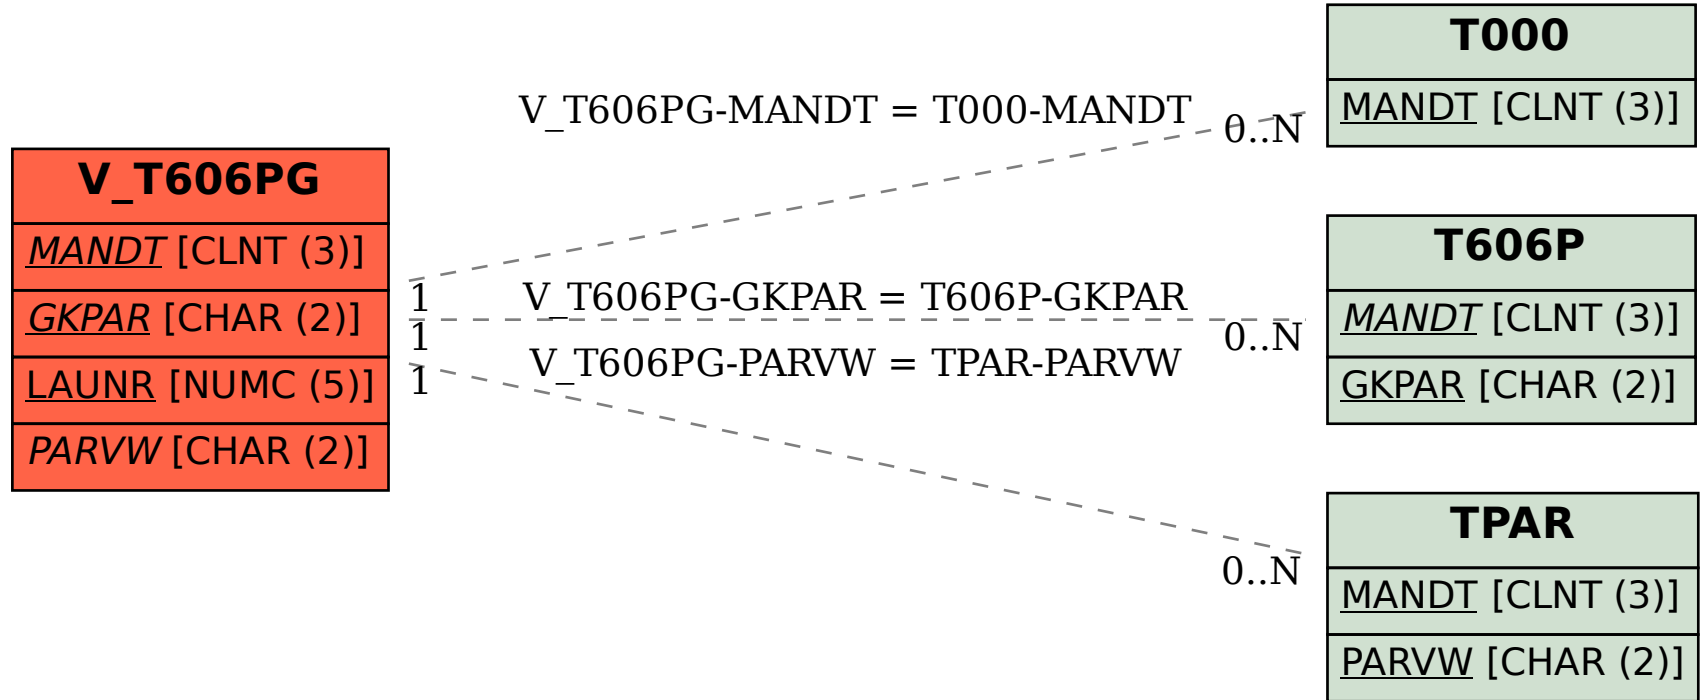 V_T606PG
MANDT [CLNT (3)]
GKPAR [CHAR (2)]
LAUNR [NUMC (5)]
PARVW [CHAR (2)]
V_T606PG-MANDT = T000-MANDT
0..N
1
V_T606PG-GKPAR = T606P-GKPAR
1
0..N
V_T606PG-PARVW = TPAR-PARVW
1
0..N
T000
MANDT [CLNT (3)]
T606P
MANDT [CLNT (3)]
GKPAR [CHAR (2)]
TPAR
MANDT [CLNT (3)]
PARVW [CHAR (2)]